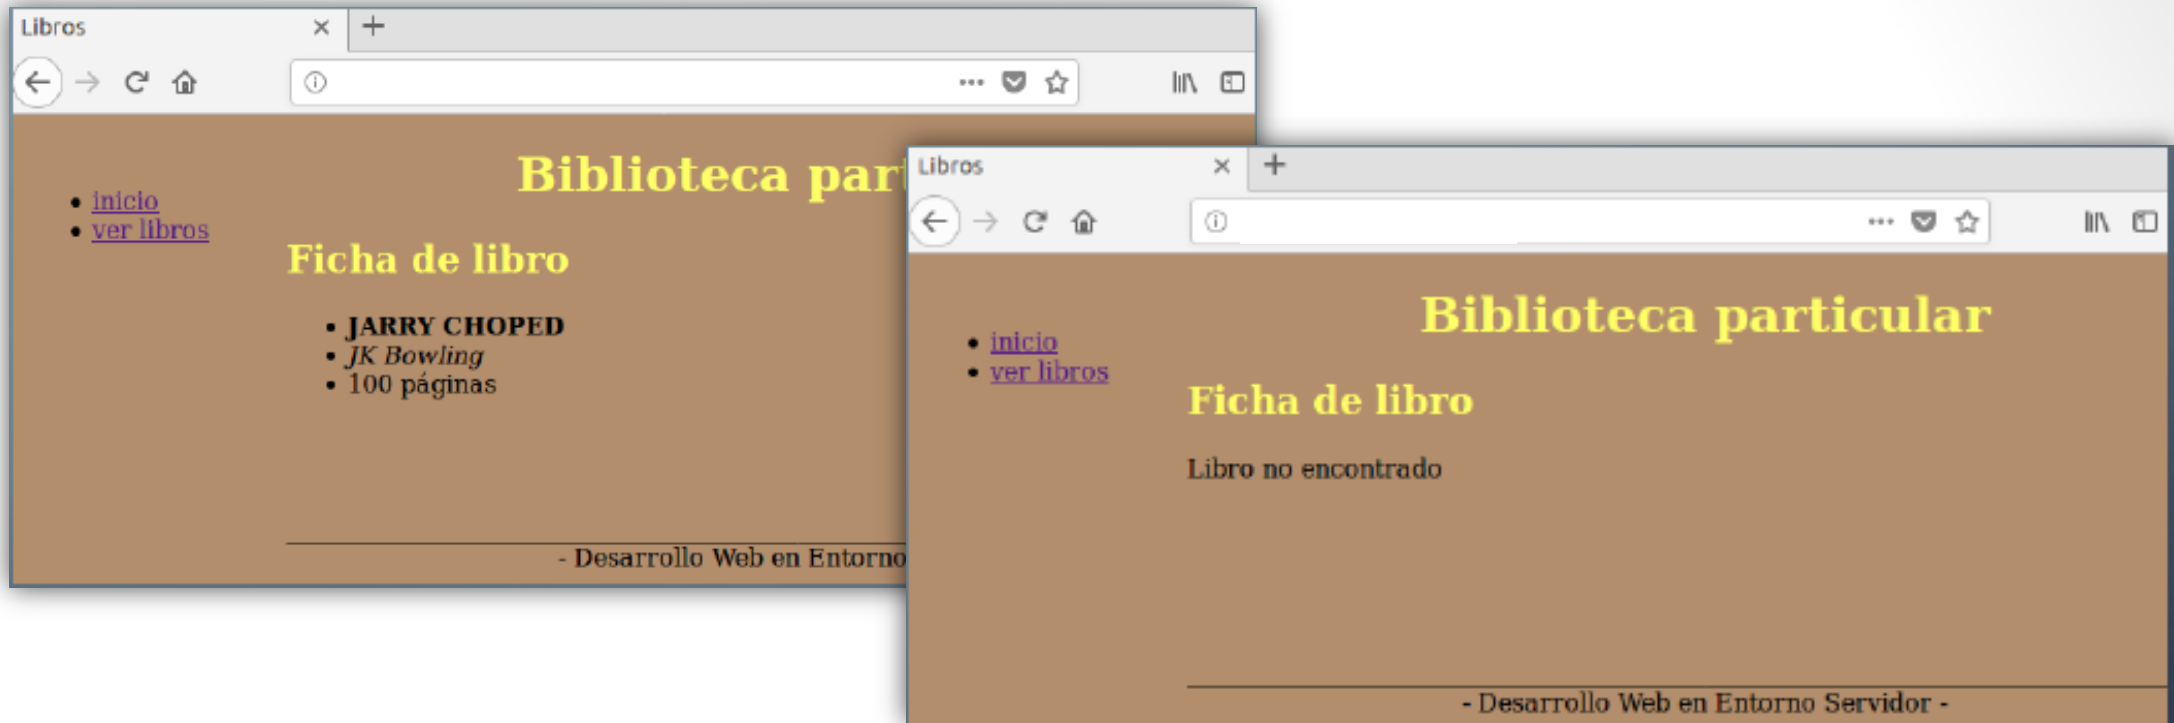 Libros
Biblioteca par
inicio
ver libros
Ficha de libro
JARRY CHOPED
JK Bowling
100 páginas
- Desarrollo Web en Entorno
Libros
Biblioteca particular
inicio
ver libros
Ficha de libro
Libro no encontrado
- Desarrollo Web en Entorno Servidor -